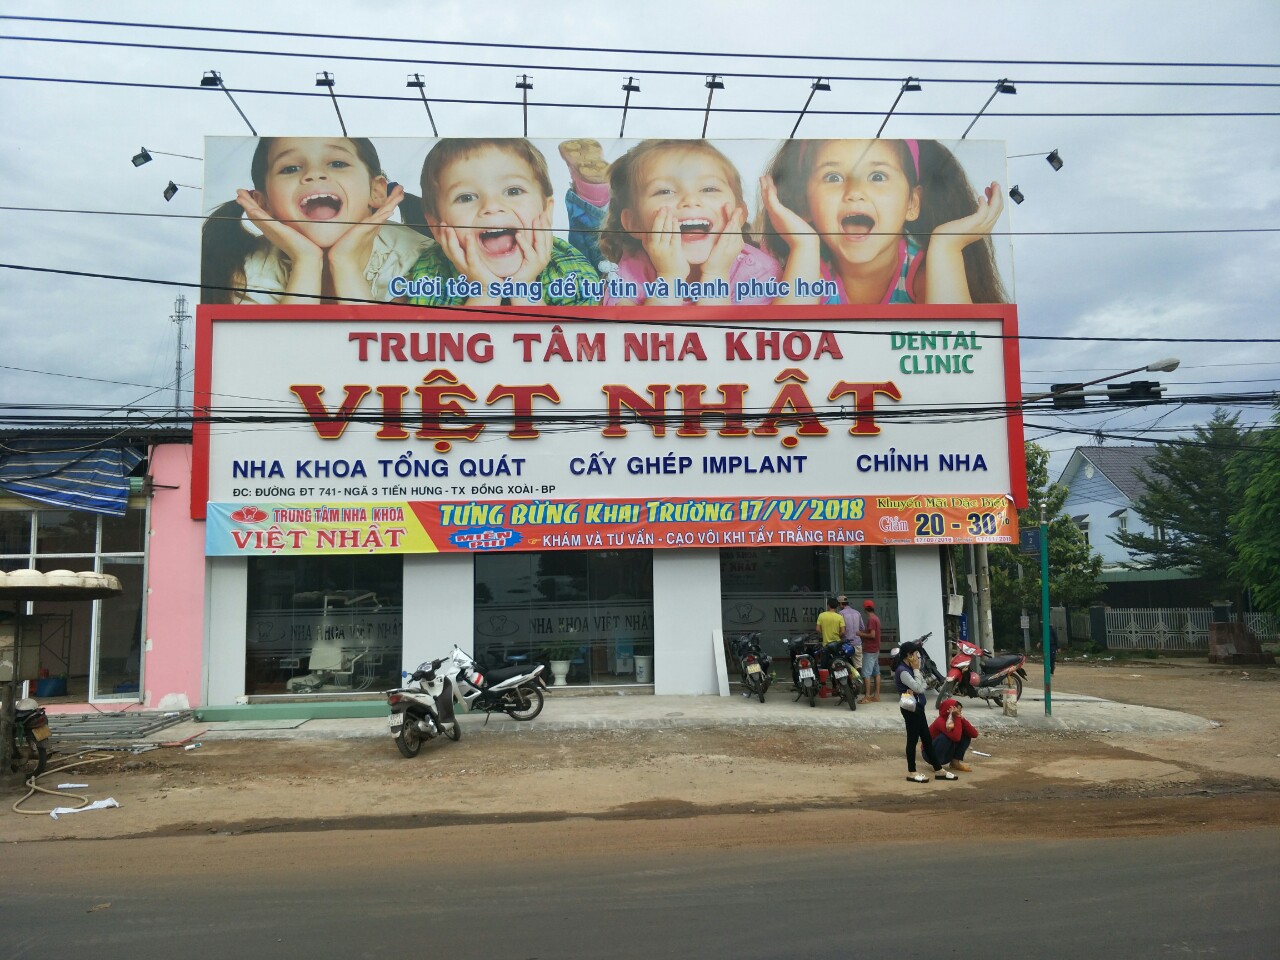 Cười tỏa sáng để tự tin và hạnh phúc hơn
TRUNG TÂM NHA KHOA
DENTAL
CLINIC
VIỆT NHẬT
NHA KHOA TỔNG QUÁT CẤY GHÉP IMPLANT CHỈNH NHA
ĐC: ĐƯỜNG ĐT 741- NGÃ 3 TIẾN HƯNG - TX ĐỒNG XOÀI - BP
TRUNG TÂM NHA KHOA
VIỆT NHẬT
TƯNG BỪNG KHAI TRƯƠNG 17/9/2018
MIỄN PHÍ
KHÁM VÀ TƯ VẤN - CẠO VÔI KHI TẨY TRẮNG RĂNG
Khuyến Mãi Đặc Biệt
Giảm 20 - 30%
NHA KHOA VIỆT NHẬT
NHA KHOA VIỆT NHẬT
NHA KHOA VIỆT NHẬT